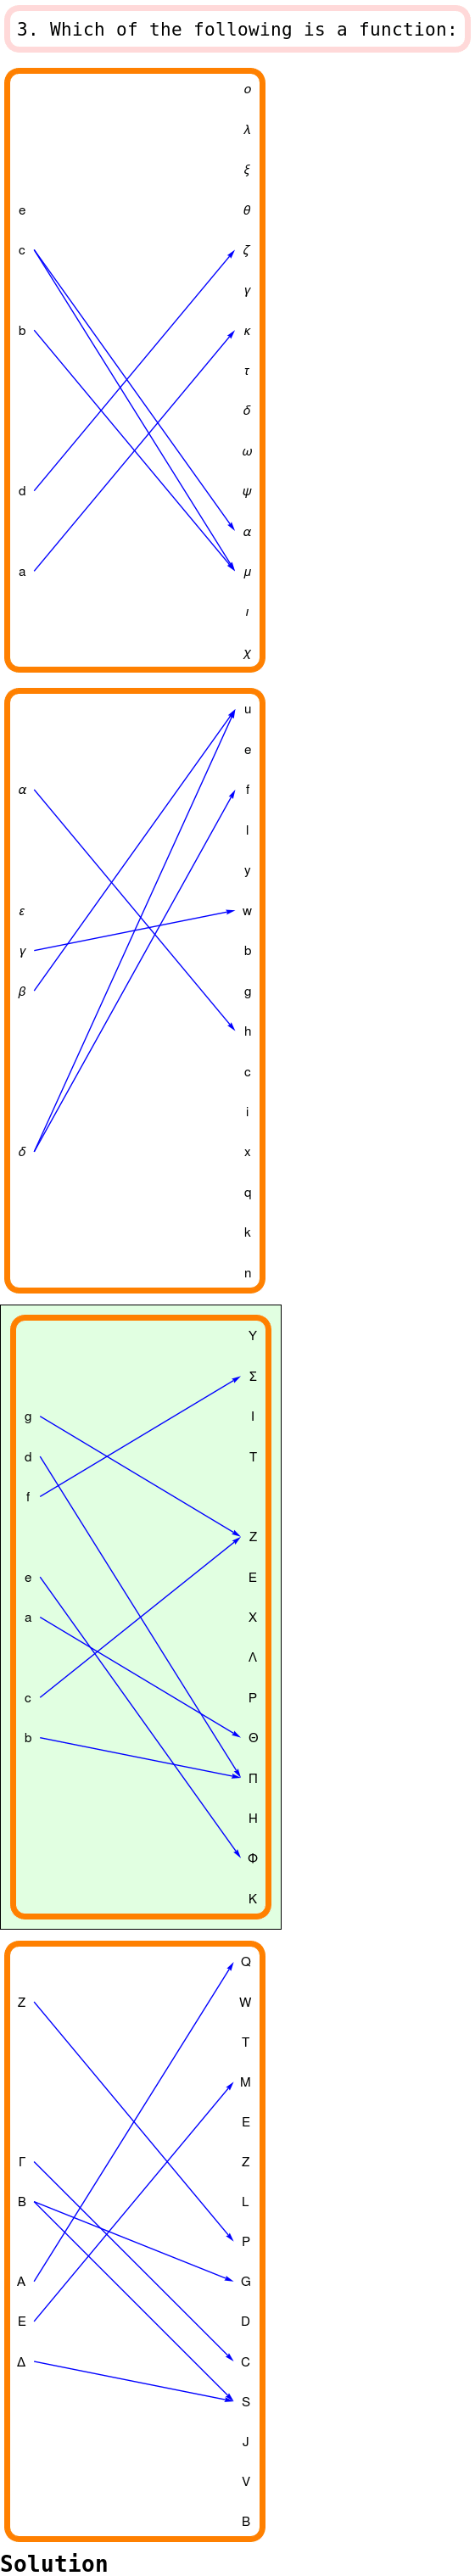 3. Which of the following is a function:
ο
λ
ξ
e θ
c ζ
γ
b κ
τ
δ
ω
d ψ
α
a μ
ι
χ
u
e
α f
l
y
ε w
γ b
β g
h
c
i
δ x
q
k
n
Υ
Σ
g Ι
d Τ
f
Ζ
e Ε
a Χ
Λ
c Ρ
b Θ
Π
Η
Φ
Κ
Q
Ζ W
T
M
E
Γ Z
Β L
P
Α G
Ε D
Δ C
S
J
V
B
Solution